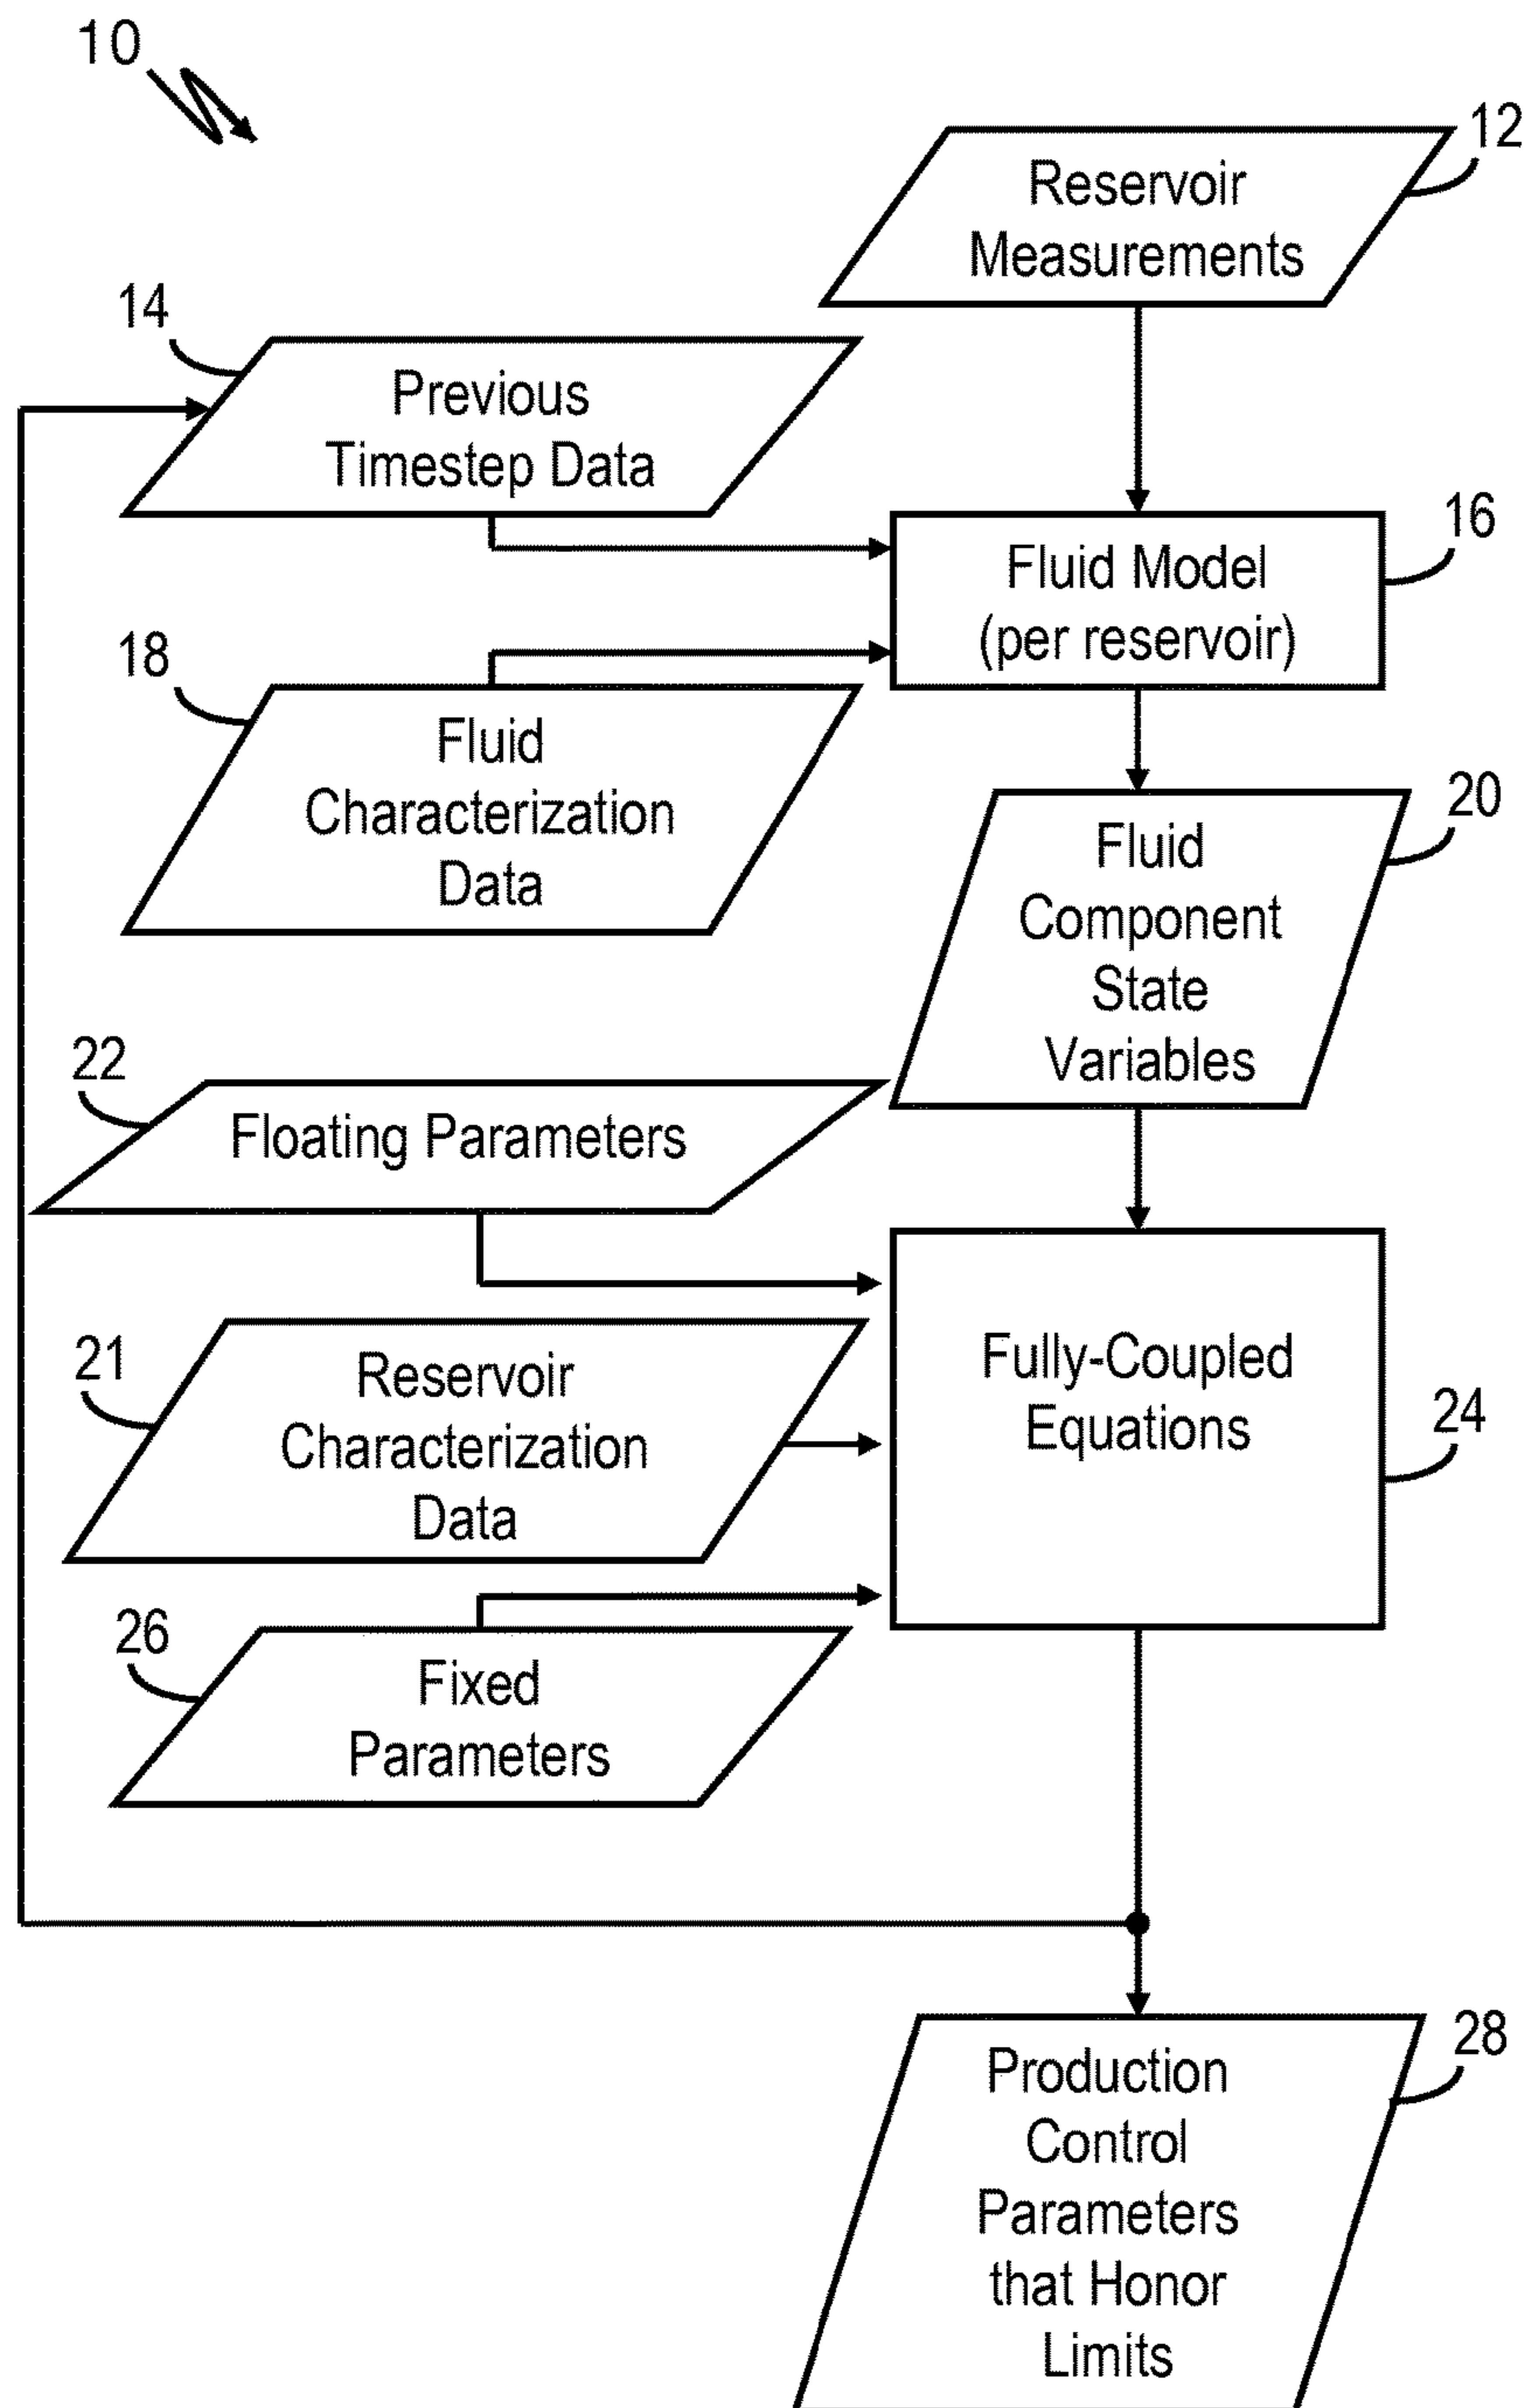 10
12
Reservoir
Measurements
14
Previous
Timestep Data
16
Fluid Model
(per reservoir)
18
Fluid
Characterization
Data
20
Fluid
Component
State
Variables
22
Floating Parameters
21
Reservoir
Characterization
Data
Fully-Coupled
Equations
24
26
Fixed
Parameters
28
Production
Control
Parameters
that Honor
Limits